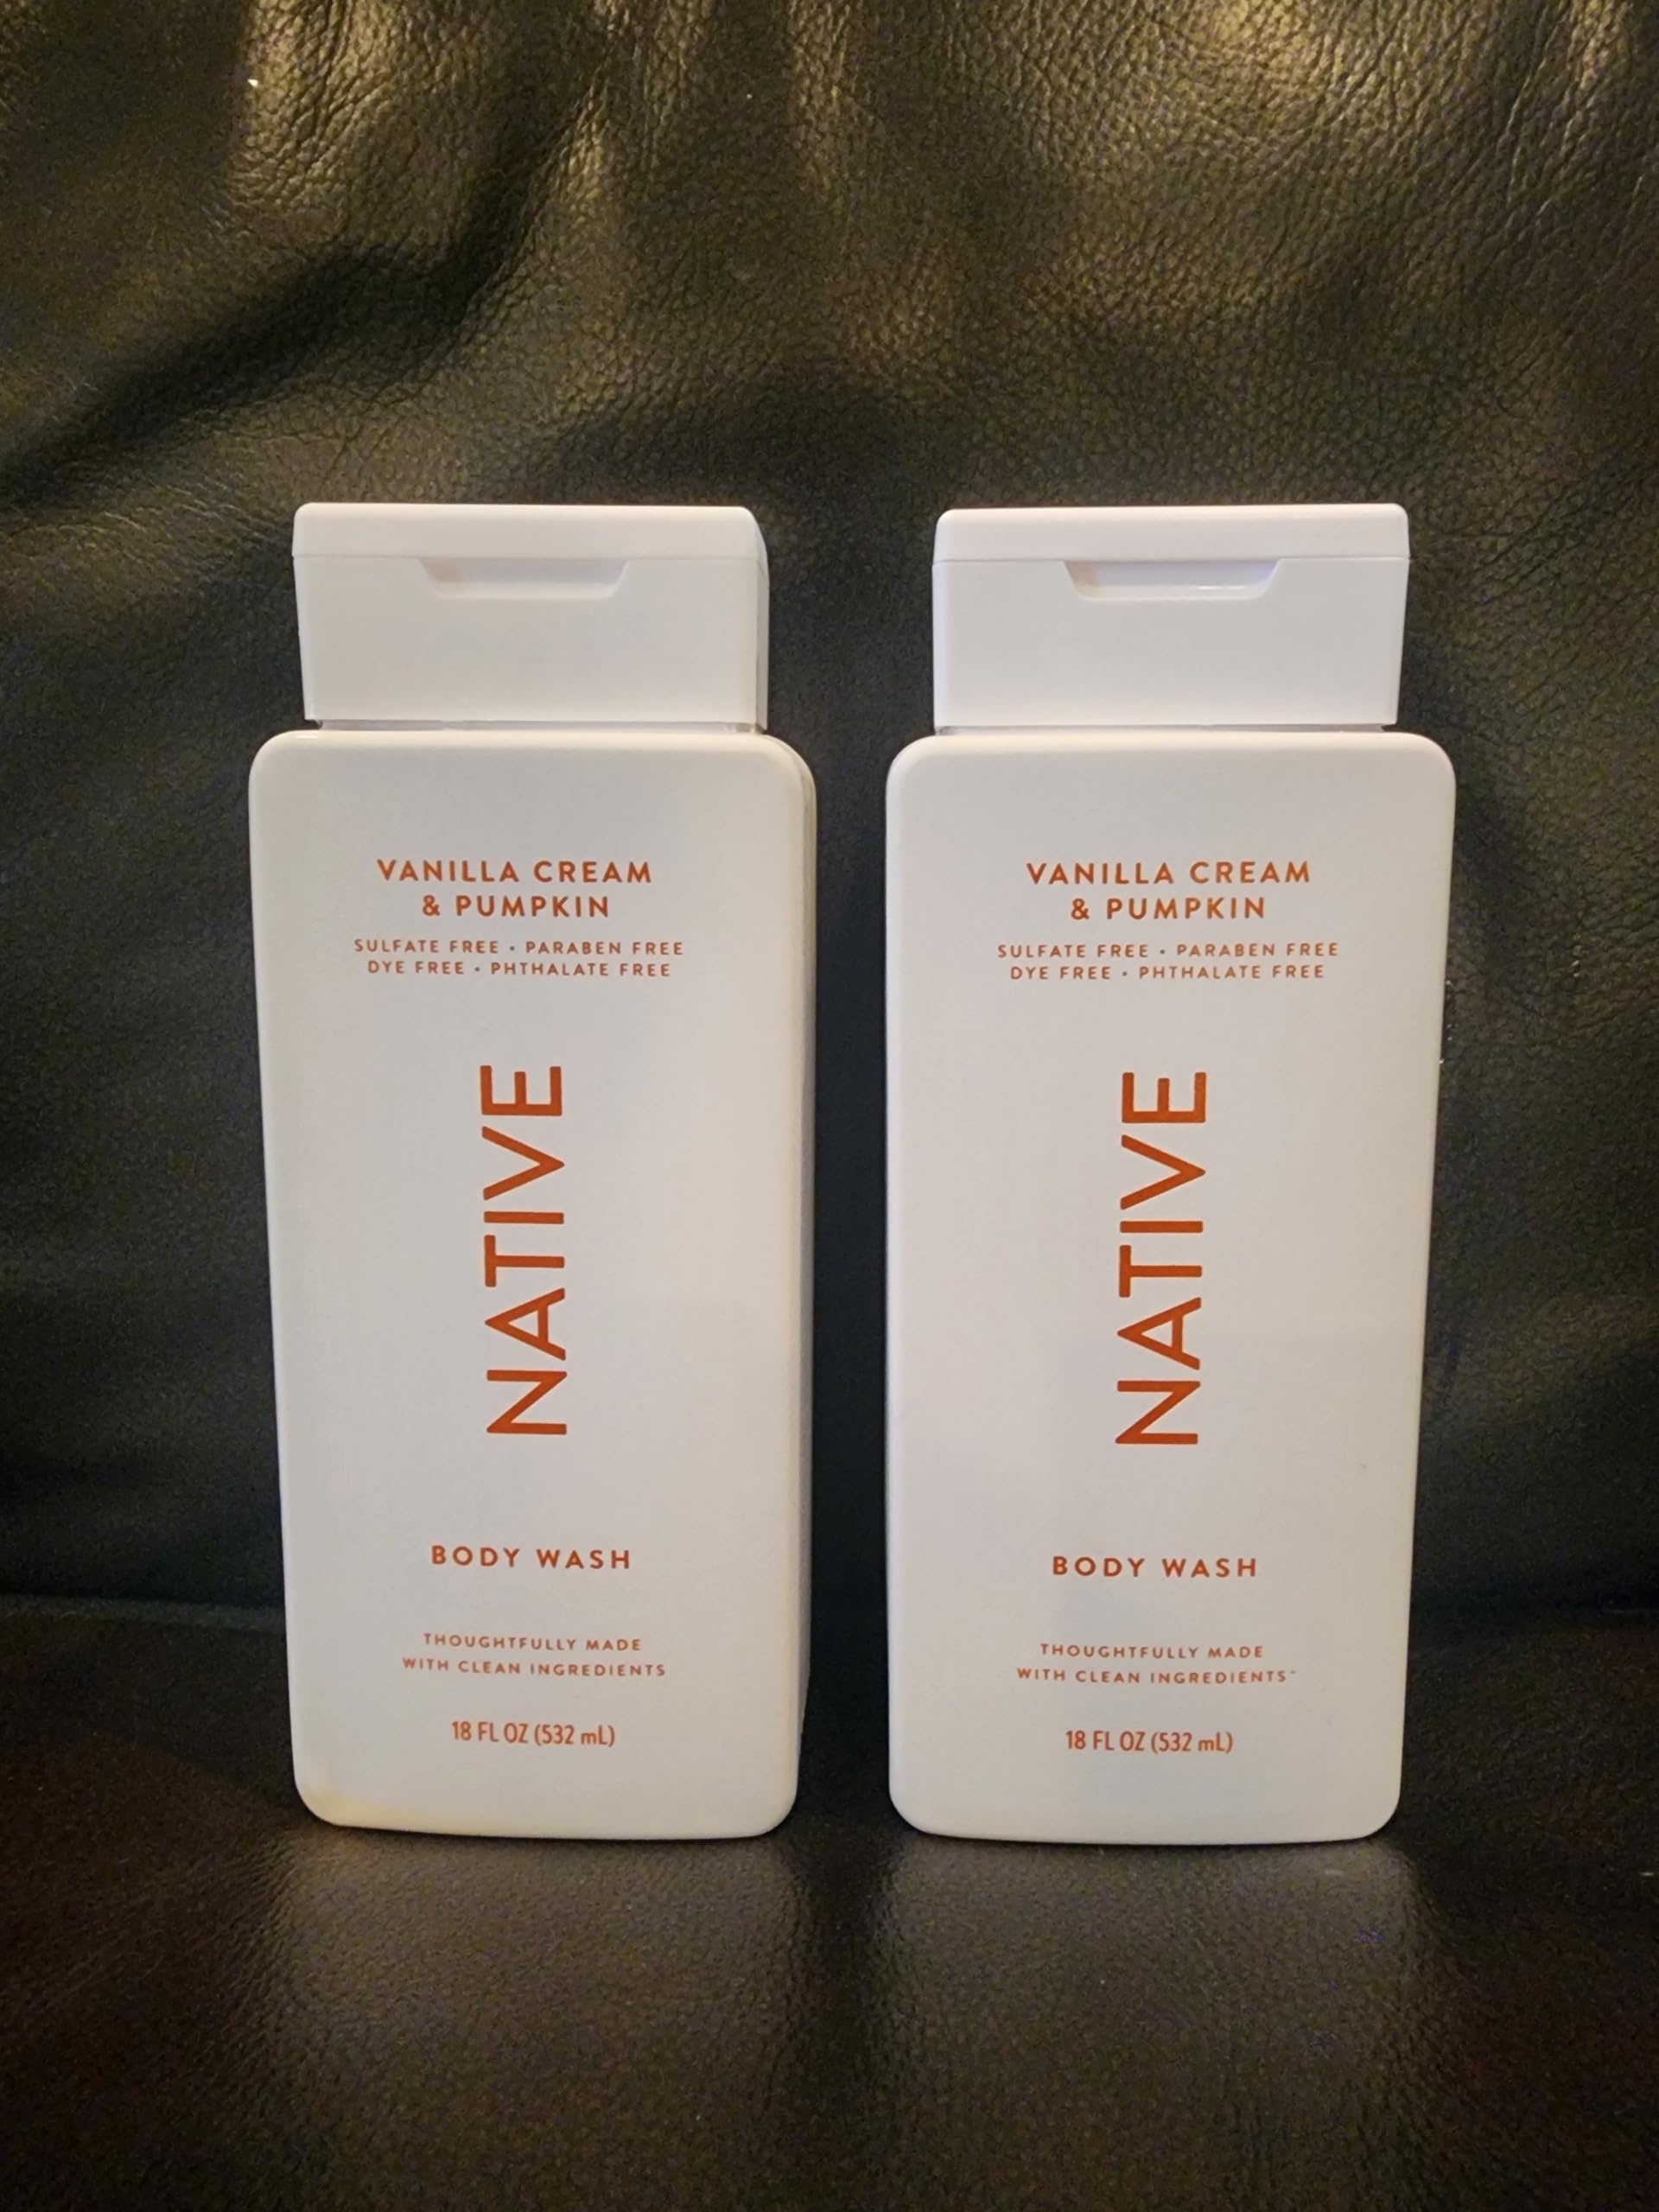 VANILLA CREAM
& PUMPKIN
SULFATE FREE • PARABEN FREE
DYE FREE • PHTHALATE FREE
NATIVE
BODY WASH
THOUGHTFULLY MADE
WITH CLEAN INGREDIENTS
18 FL OZ (532 mL)
VANILLA CREAM
& PUMPKIN
SULFATE FREE • PARABEN FREE
DYE FREE • PHTHALATE FREE
NATIVE
BODY WASH
THOUGHTFULLY MADE
WITH CLEAN INGREDIENTS™
18 FL OZ (532 mL)